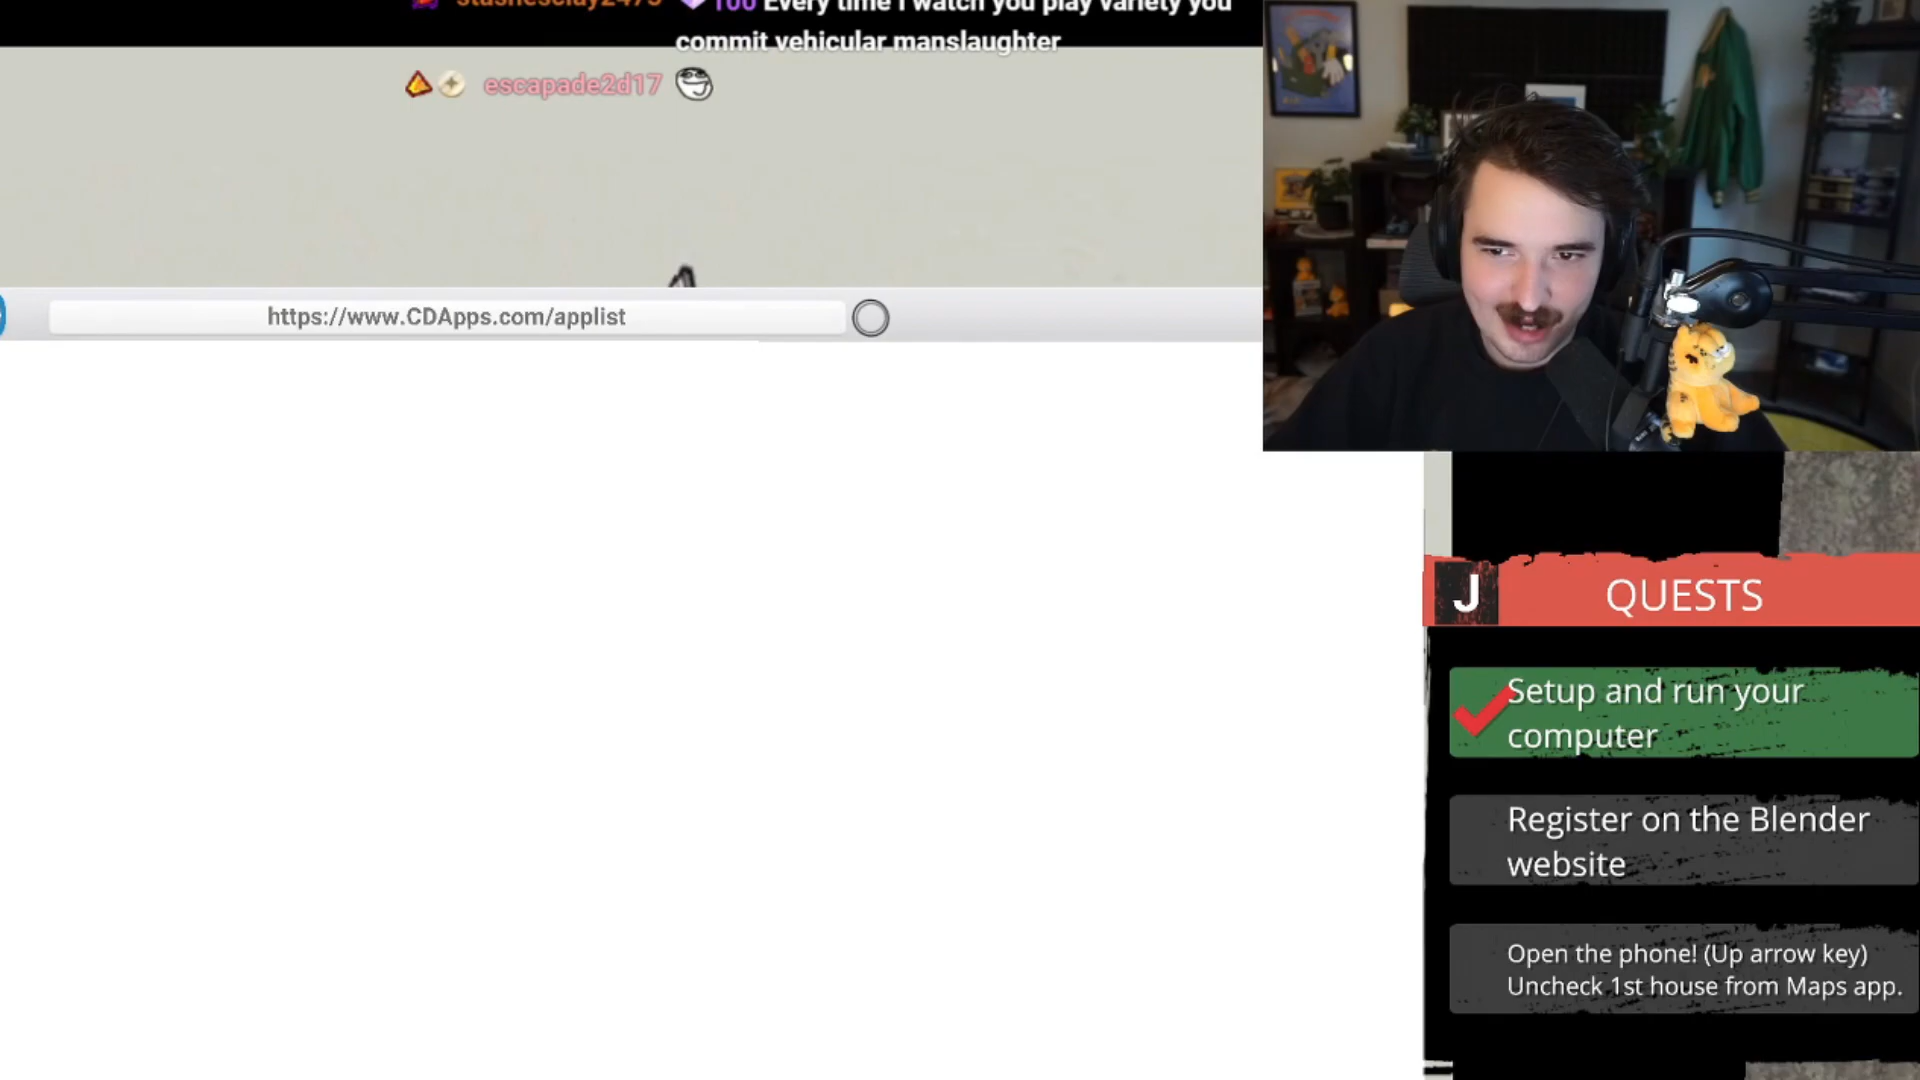 stashesclay2475 100 Every time I watch you play variety you
commit vehicular manslaughter
escapade2d17
https://www.CDApps.com/applist
J QUESTS
Setup and run your
computer
Register on the Blender
website
Open the phone! (Up arrow key)
Uncheck 1st house from Maps app.